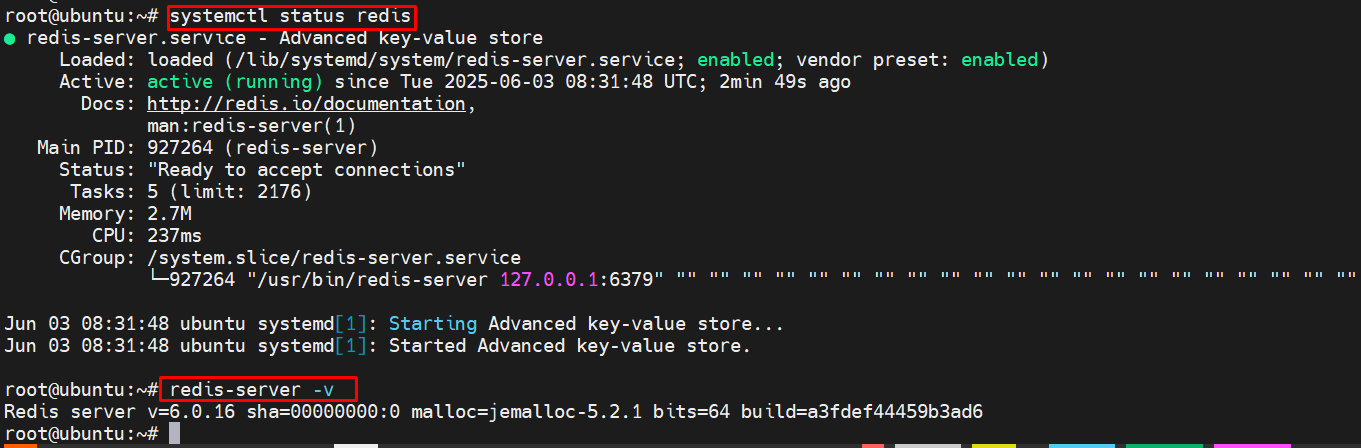 root@ubuntu:~# systemctl status redis
● redis-server.service - Advanced key-value store
     Loaded: loaded (/lib/systemd/system/redis-server.service; enabled; vendor preset: enabled)
     Active: active (running) since Tue 2025-06-03 08:31:48 UTC; 2min 49s ago
       Docs: http://redis.io/documentation,
             man:redis-server(1)
   Main PID: 927264 (redis-server)
     Status: "Ready to accept connections"
      Tasks: 5 (limit: 2176)
     Memory: 2.7M
        CPU: 237ms
     CGroup: /system.slice/redis-server.service
             └─927264 "/usr/bin/redis-server 127.0.0.1:6379" "" "" "" "" "" "" "" "" "" "" "" "" "" "" "" "" "" "" "" "" ""
Jun 03 08:31:48 ubuntu systemd[1]: Starting Advanced key-value store...
Jun 03 08:31:48 ubuntu systemd[1]: Started Advanced key-value store.
root@ubuntu:~# redis-server -v
Redis server v=6.0.16 sha=00000000:0 malloc=jemalloc-5.2.1 bits=64 build=a3fdef44459b3ad6
root@ubuntu:~#